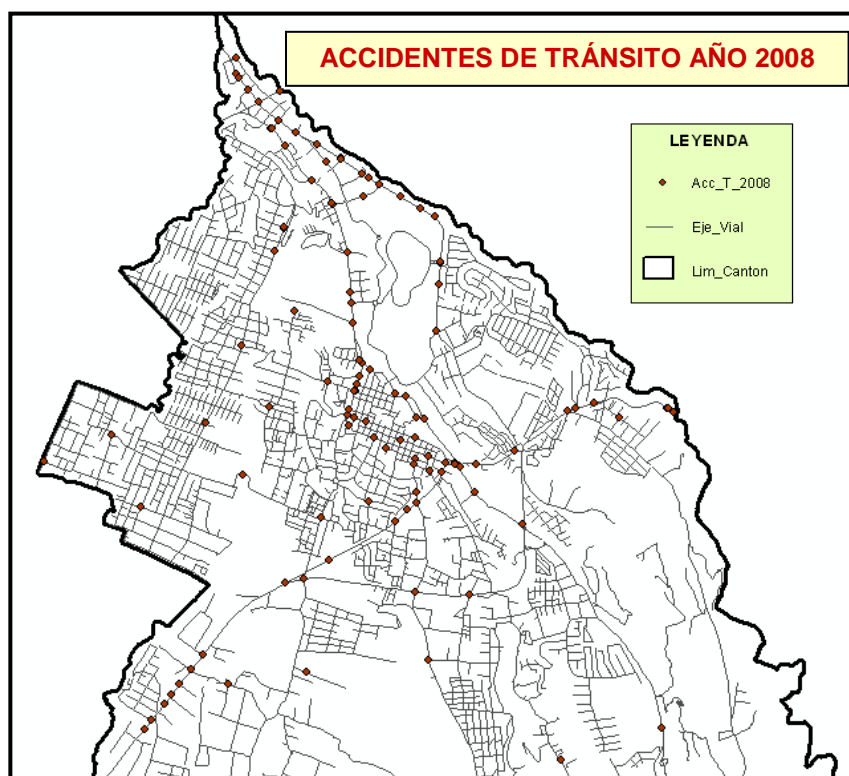 ACCIDENTES DE TRÁNSITO AÑO 2008
LEYENDA
Acc_T_2008
Eje_Vial
Lim_Canton